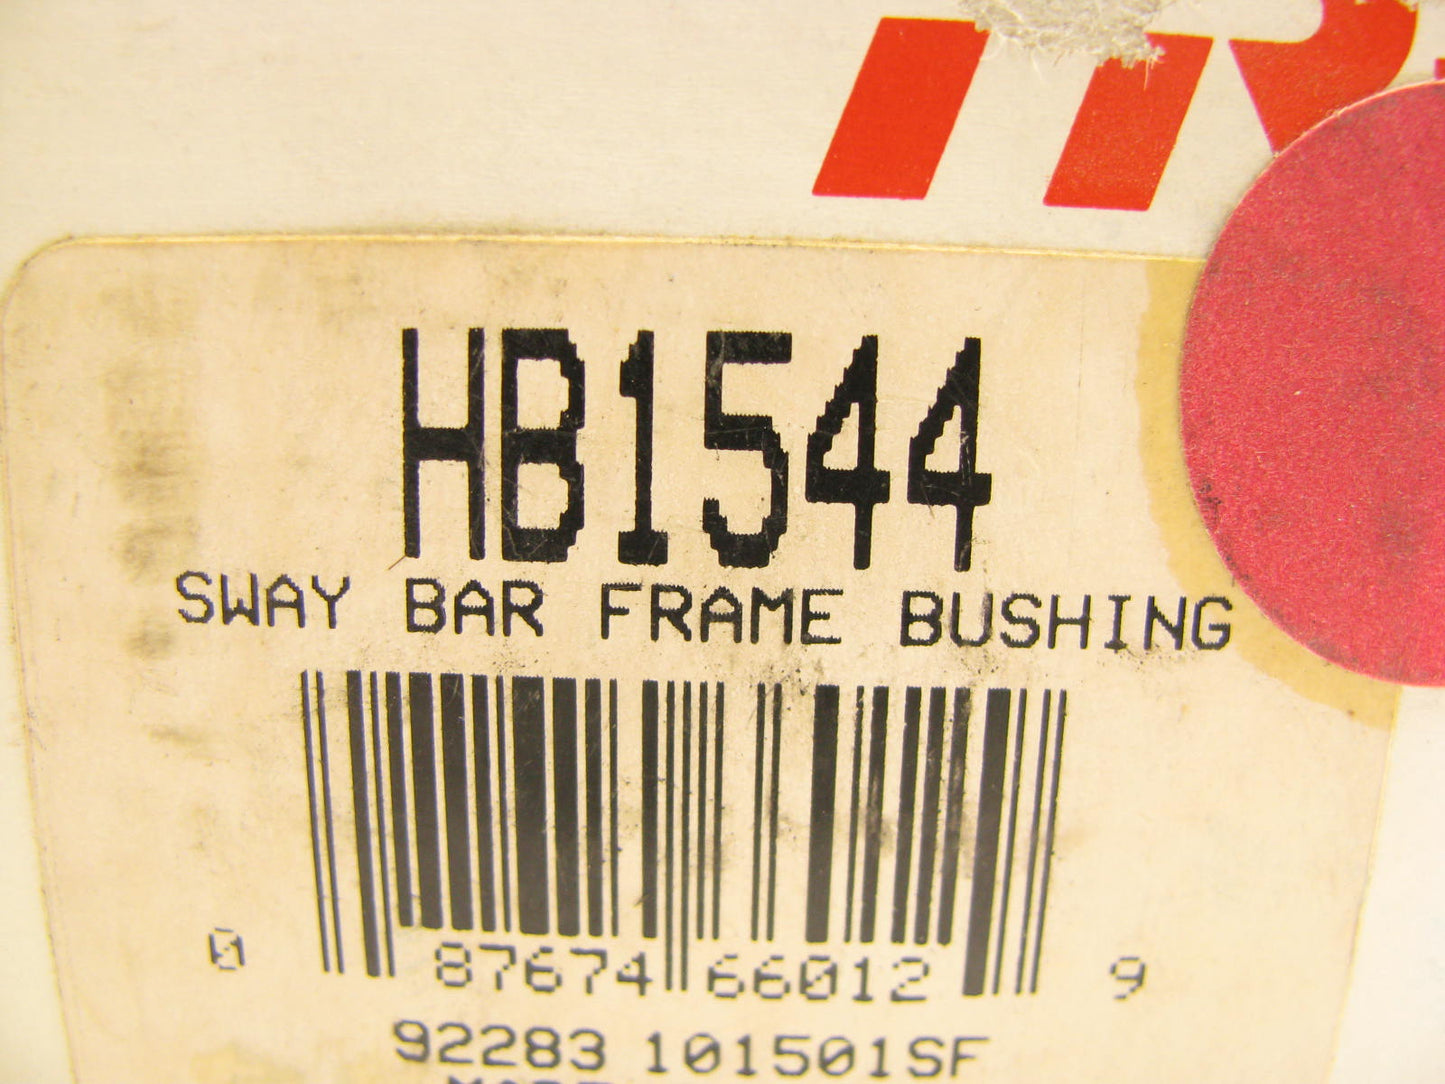 HB1544
SWAY BAR FRAME BUSHING
0 87674 66012 9
92283 101501SF